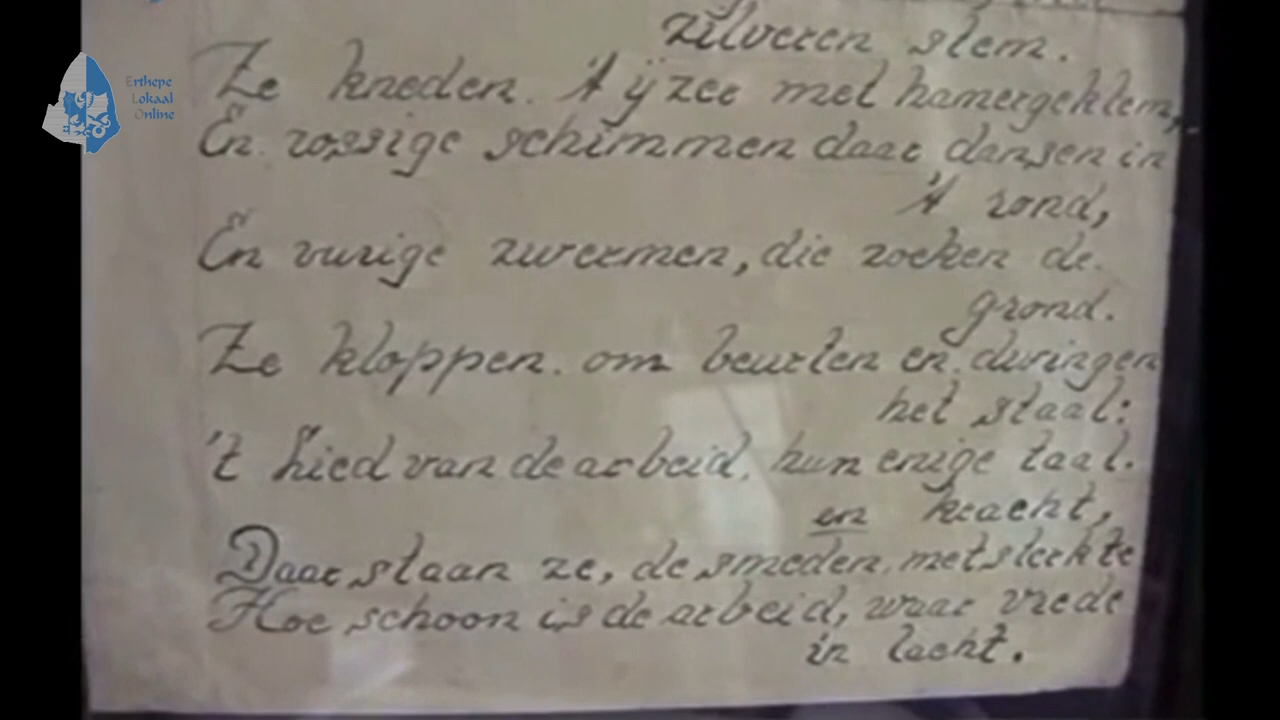 Erthepe
Lokaal
Online
zilveren stem.
Ze kneden 't ijzer met hamergeklem,
En rossige schimmen daar dansen in
't rond,
En vurige zwermen, die zoeken de
grond.
Ze kloppen om beurten en dwingen
het staal:
't Lied van de arbeid, hun enige taal.
en kracht,
Daar staan ze, de smeden, met sterkte
Hoe schoon is de arbeid, waar vrede
in lacht.